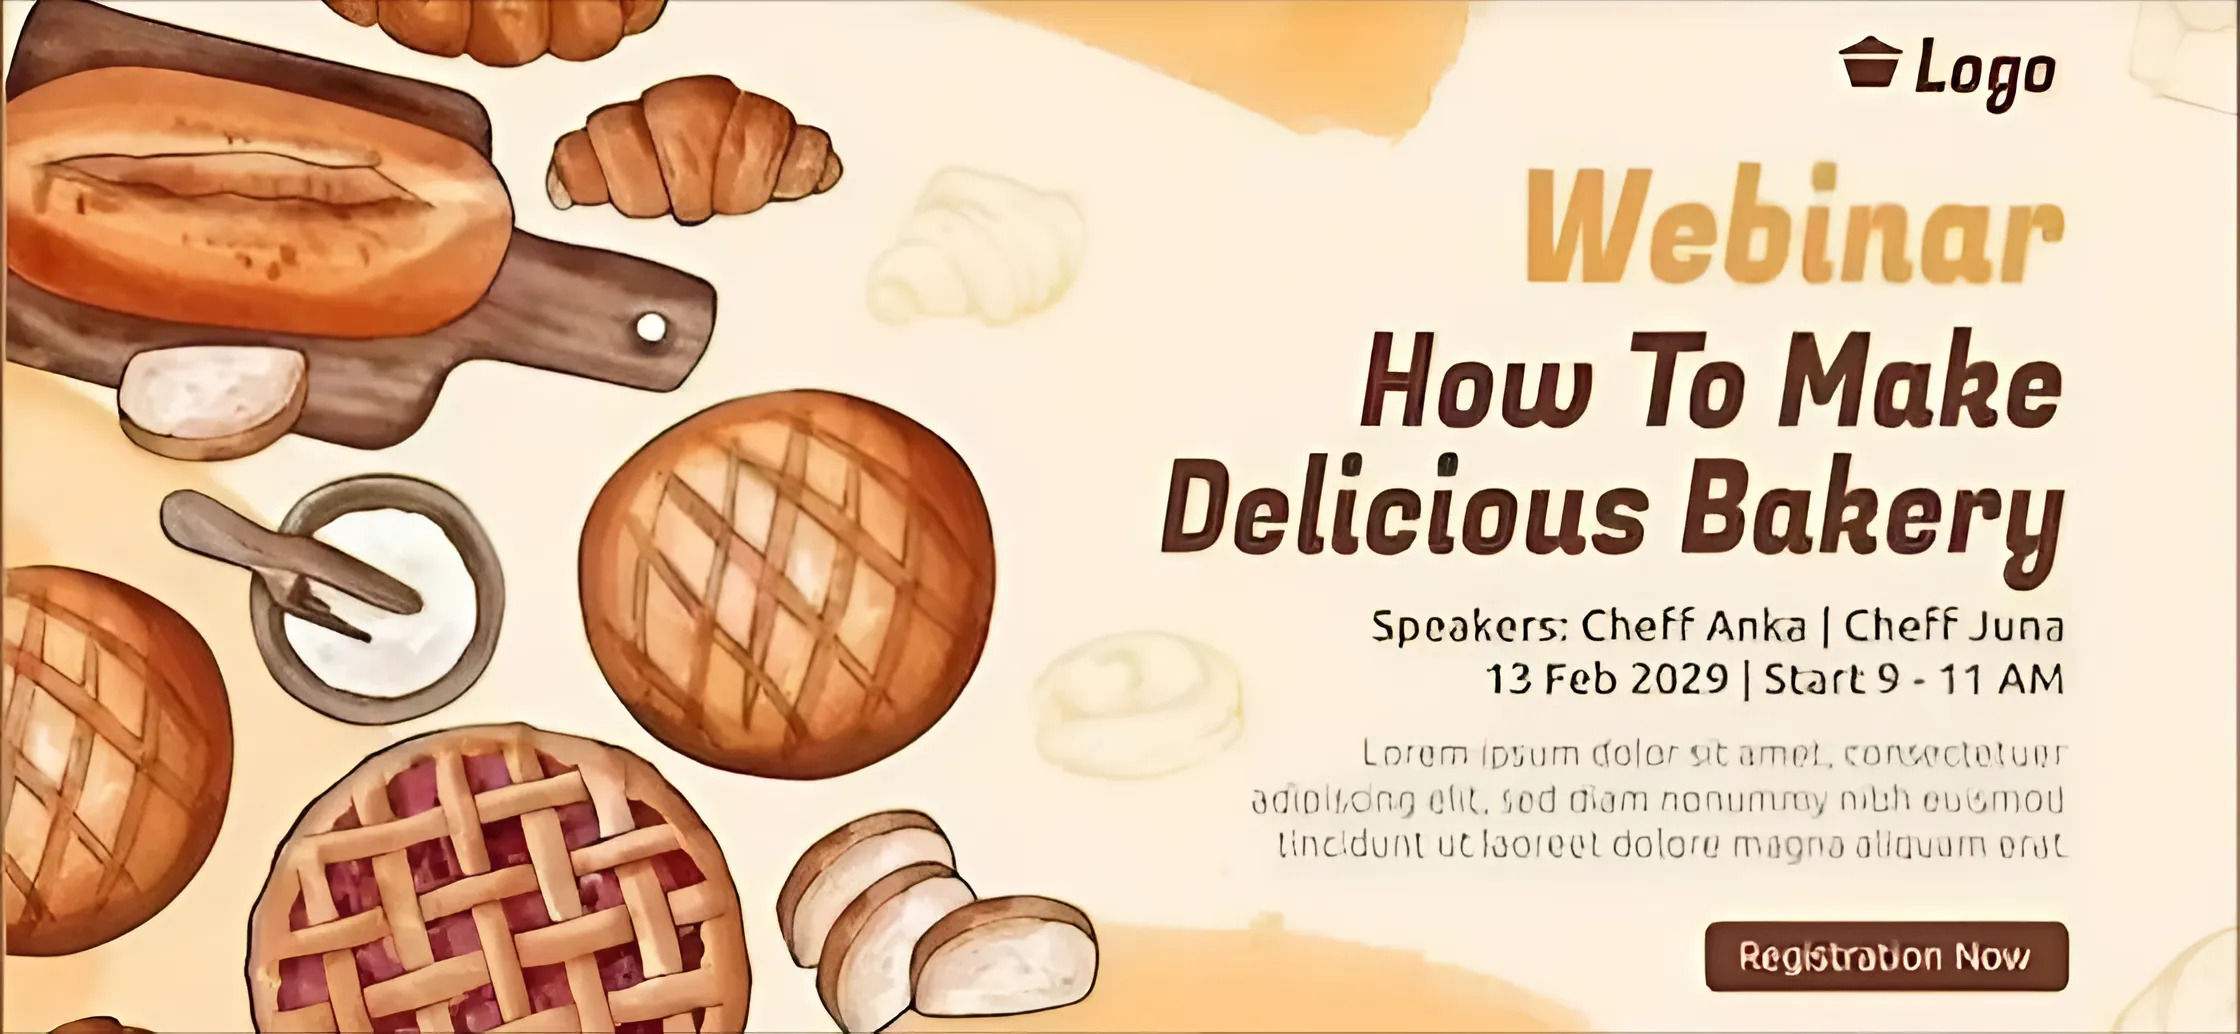 Logo
Webinar
How To Make
Delicious Bakery
Speakers: Cheff Anka | Cheff Juna
13 Feb 2029 | Start 9 - 11 AM
Lorem ipsum dolor sit amet, consectetuer
adipiscing elit, sed diam nonummy nibh euismod
tincidunt ut laoreet dolore magna aliquam erat
Registration Now